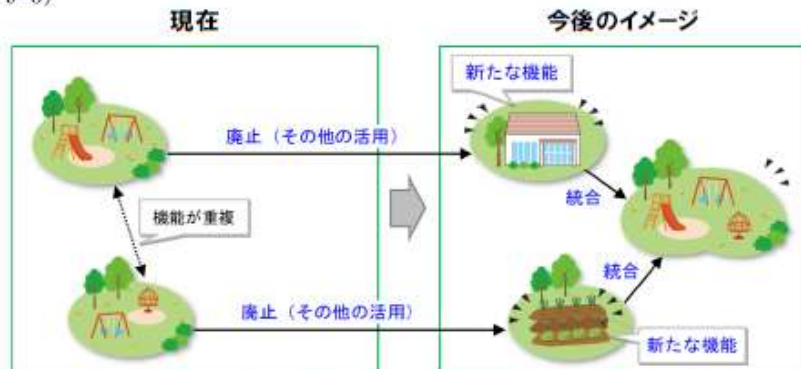 現在
今後のイメージ
新たな機能
廃止（その他の活用）
統合
機能が重複
統合
廃止（その他の活用）
新たな機能